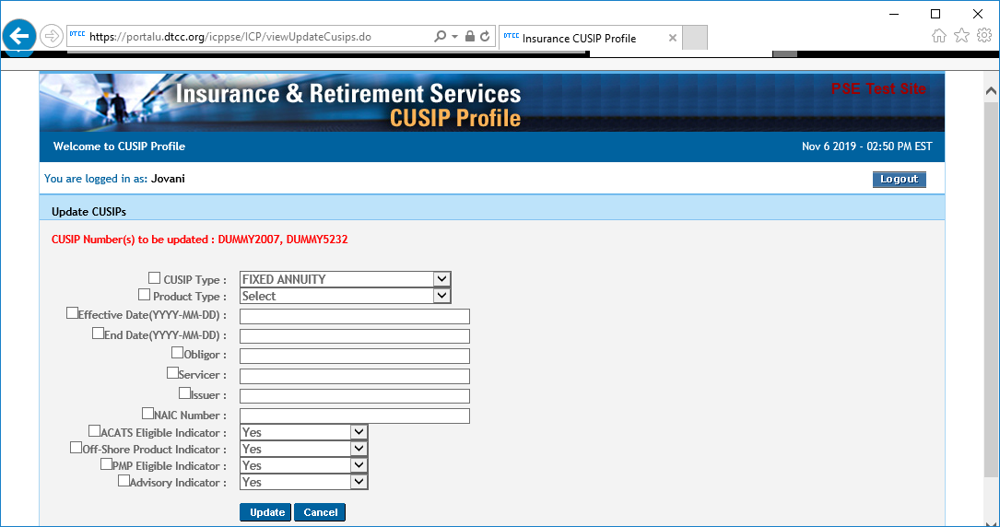 DTCC https://portalu.dtcc.org/icppse/ICP/viewUpdateCusips.do
DTCC Insurance CUSIP Profile
Insurance & Retirement Services
CUSIP Profile
PSE Test Site
Welcome to CUSIP Profile
Nov 6 2019 - 02:50 PM EST
You are logged in as: Jovani
Logout
Update CUSIPs
CUSIP Number(s) to be updated : DUMMY2007, DUMMY5232
CUSIP Type : FIXED ANNUITY
Product Type : Select
Effective Date(YYYY-MM-DD) :
End Date(YYYY-MM-DD) :
Obligor :
Servicer :
Issuer :
NAIC Number :
ACATS Eligible Indicator : Yes
Off-Shore Product Indicator : Yes
PMP Eligible Indicator : Yes
Advisory Indicator : Yes
Update Cancel